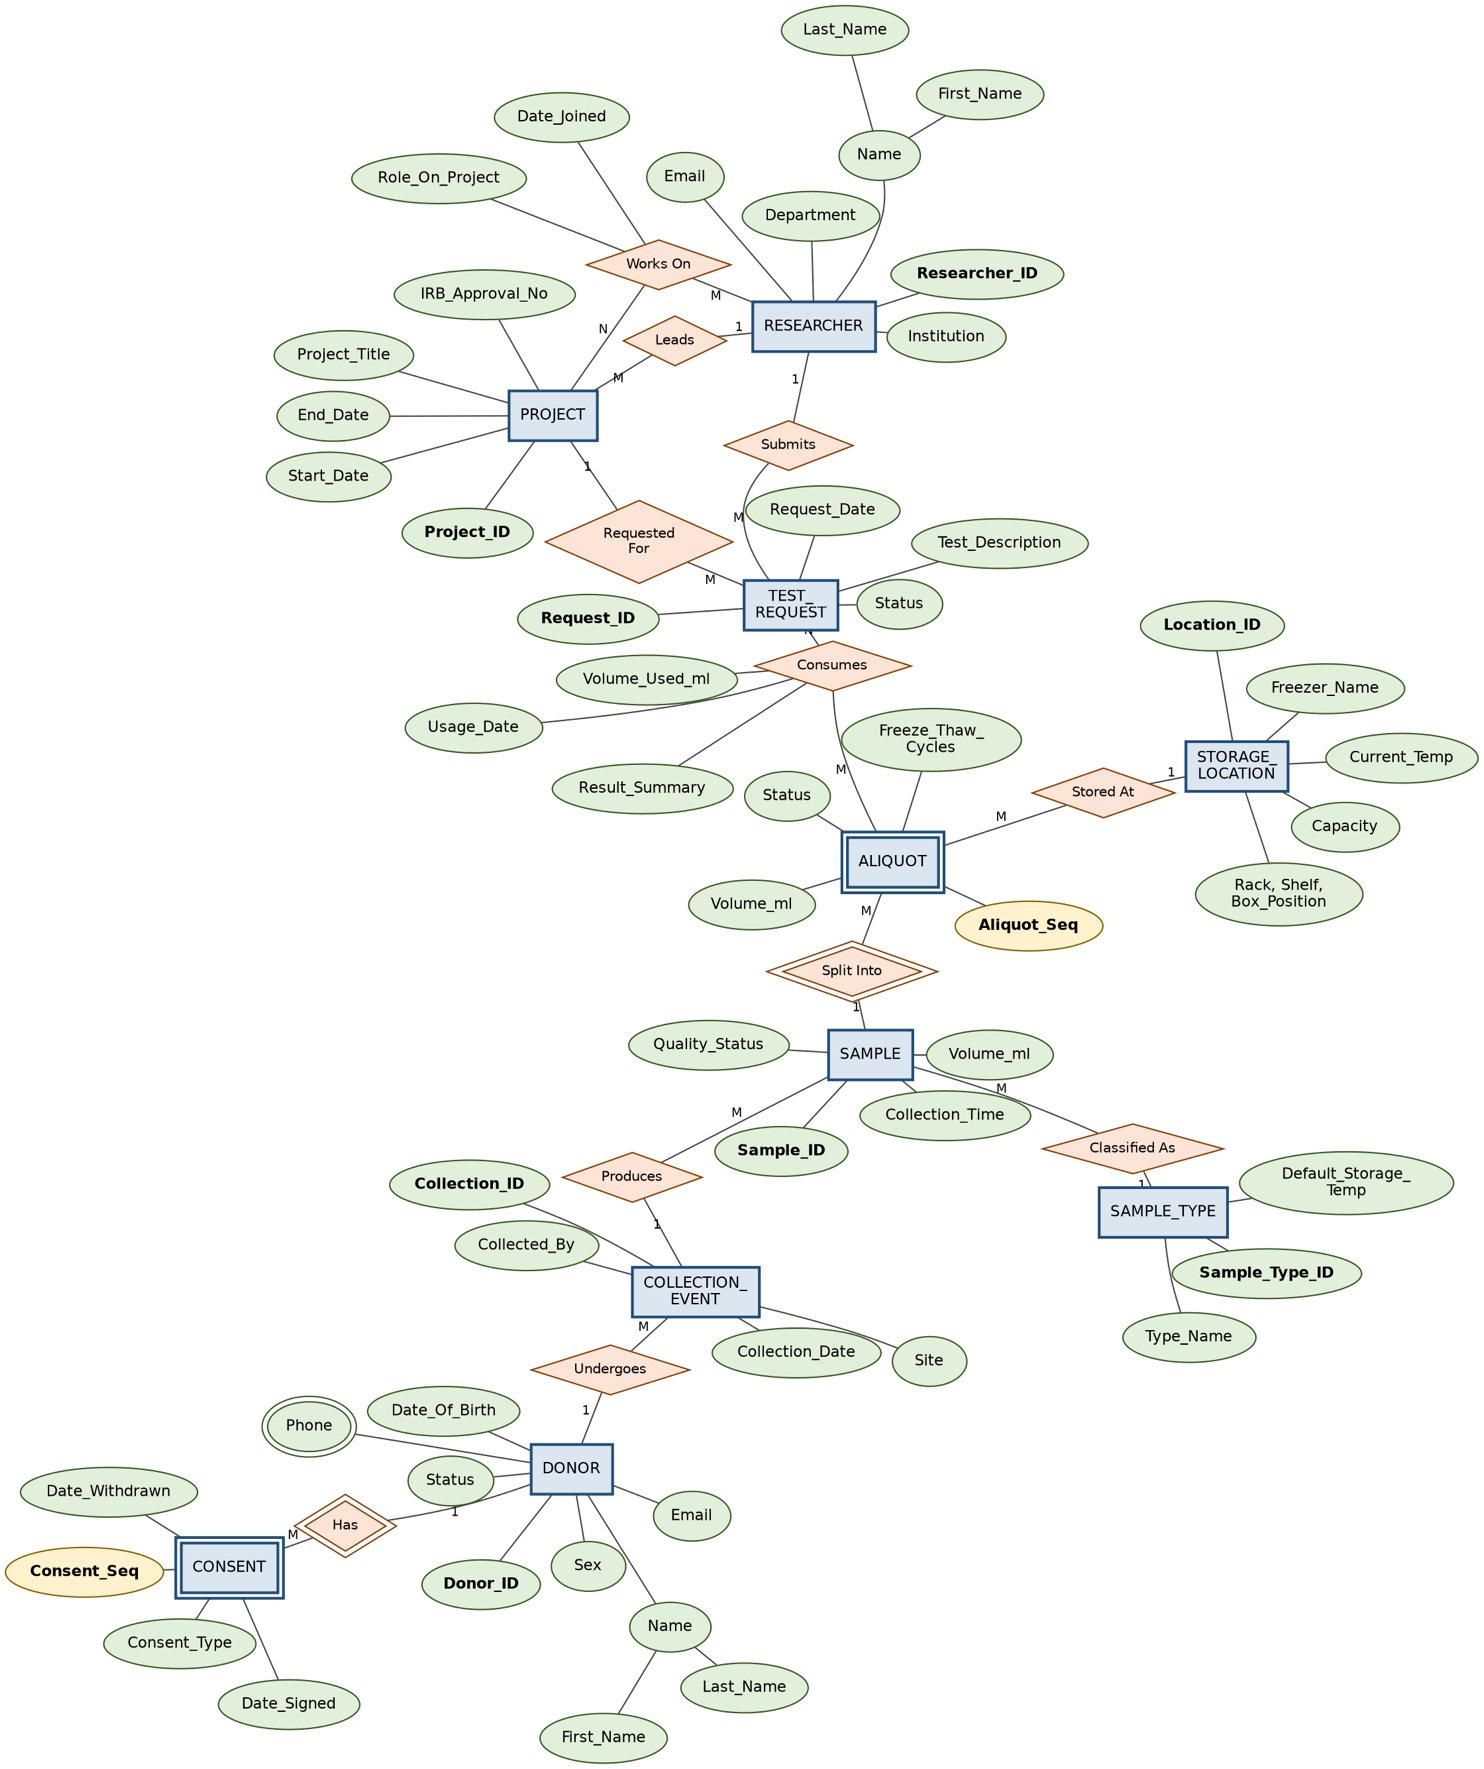 Last_Name
First_Name
Date_Joined
Name
Role_On_Project
Email
Department
Works On
Researcher_ID
IRB_Approval_No
M
RESEARCHER
N
1
Institution
Leads
Project_Title
M
1
End_Date
PROJECT
Submits
1
Start_Date
Request_Date
M
Project_ID
Requested
For
Test_Description
M
TEST_
REQUEST
Status
Request_ID
Location_ID
Consumes
Volume_Used_ml
Freezer_Name
Usage_Date
Freeze_Thaw_
Cycles
STORAGE_
LOCATION
Current_Temp
M
1
Result_Summary
Status
Stored At
M
Capacity
ALIQUOT
Rack, Shelf,
Box_Position
Volume_ml
M
Aliquot_Seq
Split Into
1
Quality_Status
SAMPLE
Volume_ml
M
M
Collection_Time
Sample_ID
Classified As
Produces
Collection_ID
1
Default_Storage_
Temp
SAMPLE_TYPE
1
Collected_By
Sample_Type_ID
COLLECTION_
EVENT
M
Type_Name
Collection_Date
Site
Undergoes
1
Date_Of_Birth
Phone
DONOR
Status
Date_Withdrawn
1
Email
Has
M
CONSENT
Consent_Seq
Sex
Donor_ID
Name
Consent_Type
Last_Name
Date_Signed
First_Name